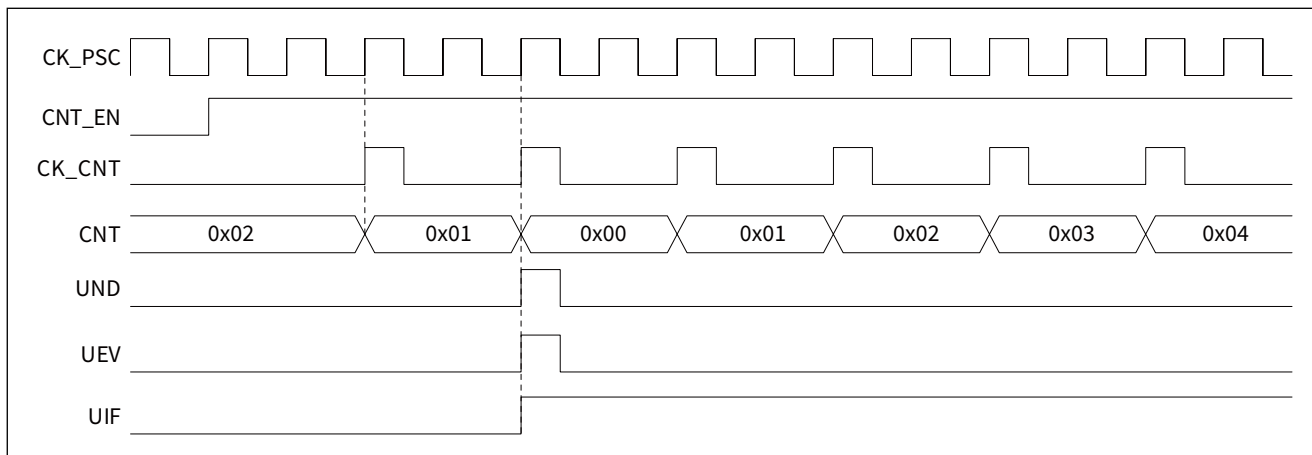 CK_PSC
CNT_EN
CK_CNT
CNT 0x02 0x01 0x00 0x01 0x02 0x03 0x04
UND
UEV
UIF